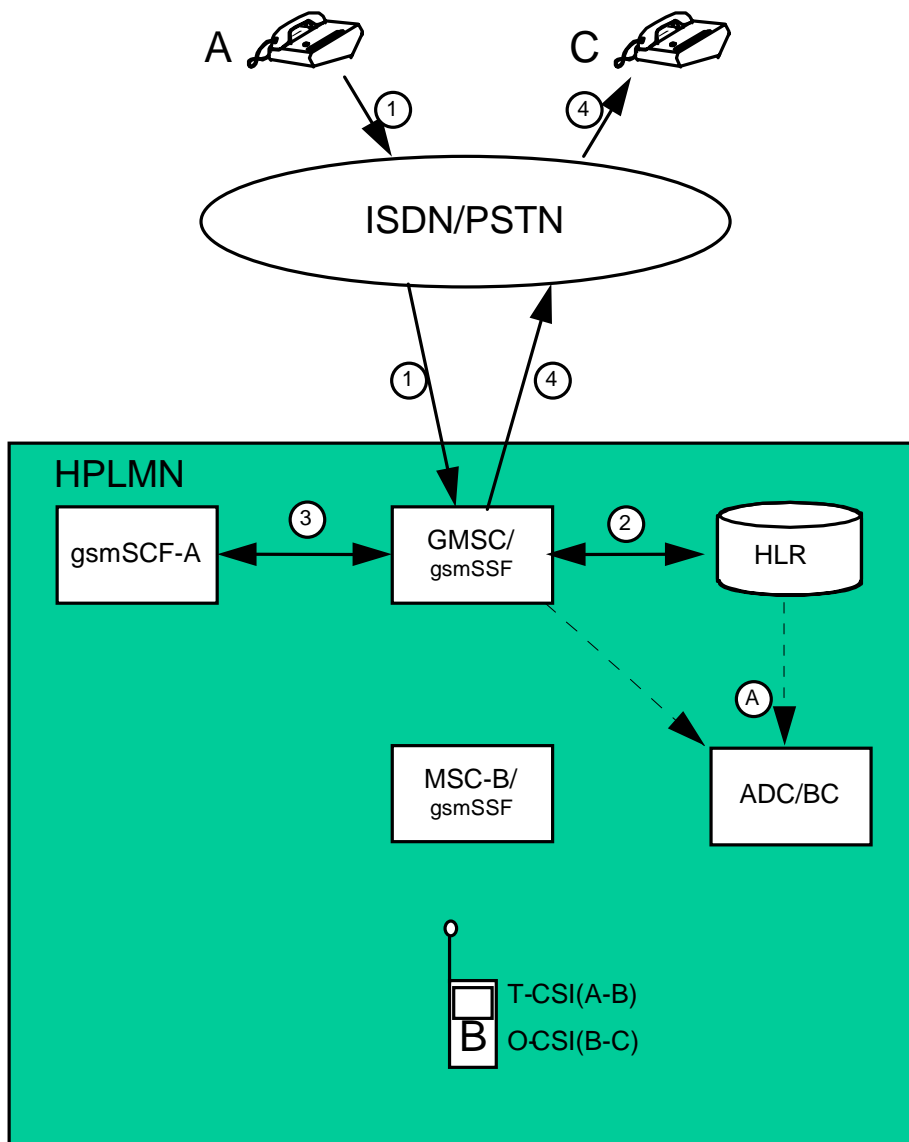 A
C
1
4
ISDN/PSTN
1
4
HPLMN
gsmSCF-A
3
GMSC/
gsmSSF
2
HLR
A
MSC-B/
gsmSSF
ADC/BC
T-CSI(A-B)
B
O-CSI(B-C)